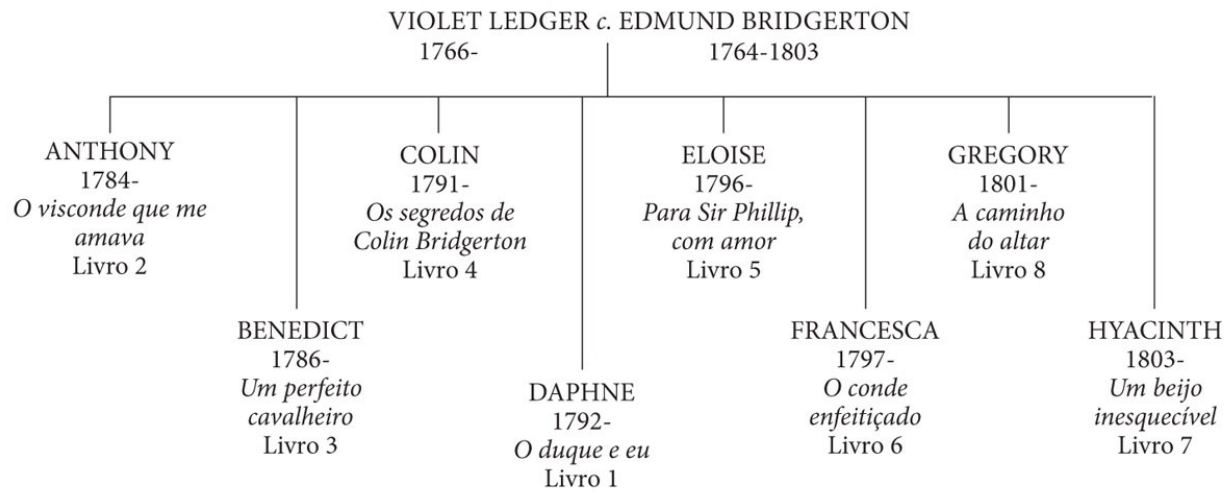 VIOLET LEDGER c. EDMUND BRIDGERTON
1766- 1764-1803
ANTHONY
1784-
O visconde que me
amava
Livro 2
BENEDICT
1786-
Um perfeito
cavalheiro
Livro 3
COLIN
1791-
Os segredos de
Colin Bridgerton
Livro 4
DAPHNE
1792-
O duque e eu
Livro 1
ELOISE
1796-
Para Sir Phillip,
com amor
Livro 5
FRANCESCA
1797-
O conde
enfeitiçado
Livro 6
GREGORY
1801-
A caminho
do altar
Livro 8
HYACINTH
1803-
Um beijo
inesquecível
Livro 7